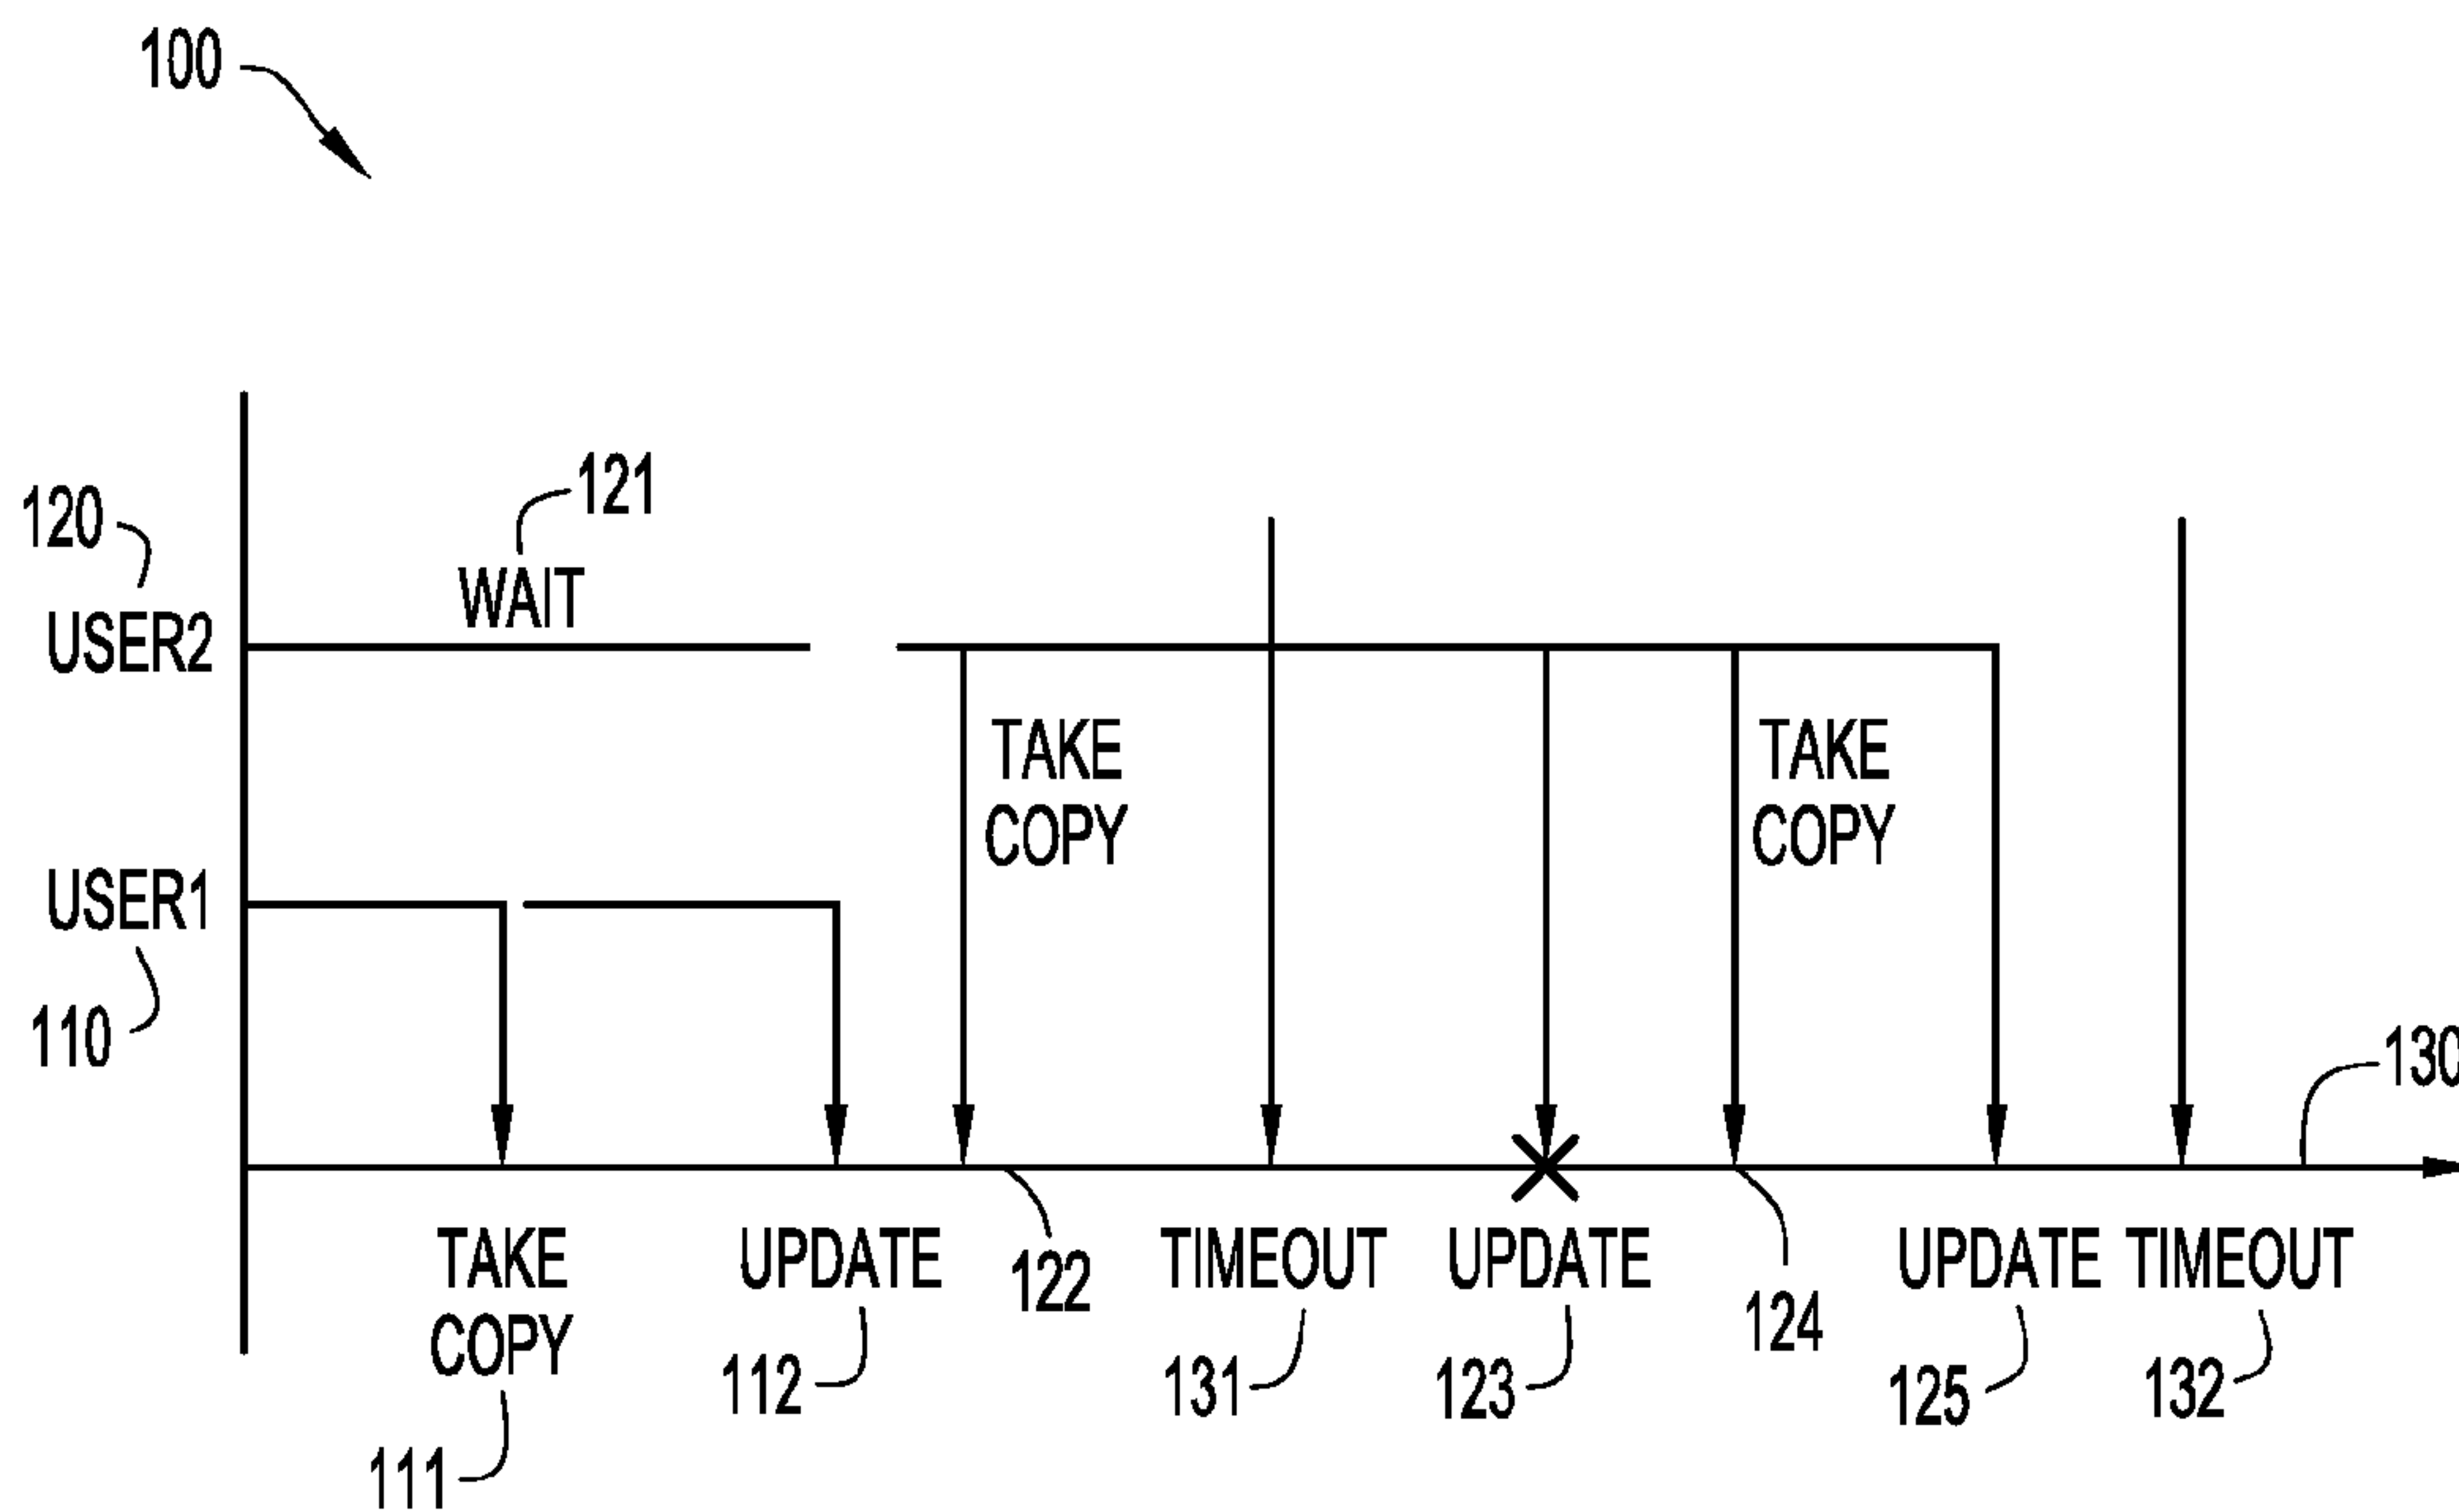 100
121
120
WAIT
USER2
TAKE
COPY
TAKE
COPY
USER1
110
130
TAKE
COPY
UPDATE
122
TIMEOUT
UPDATE
124
UPDATE
TIMEOUT
112
131
123
125
132
111